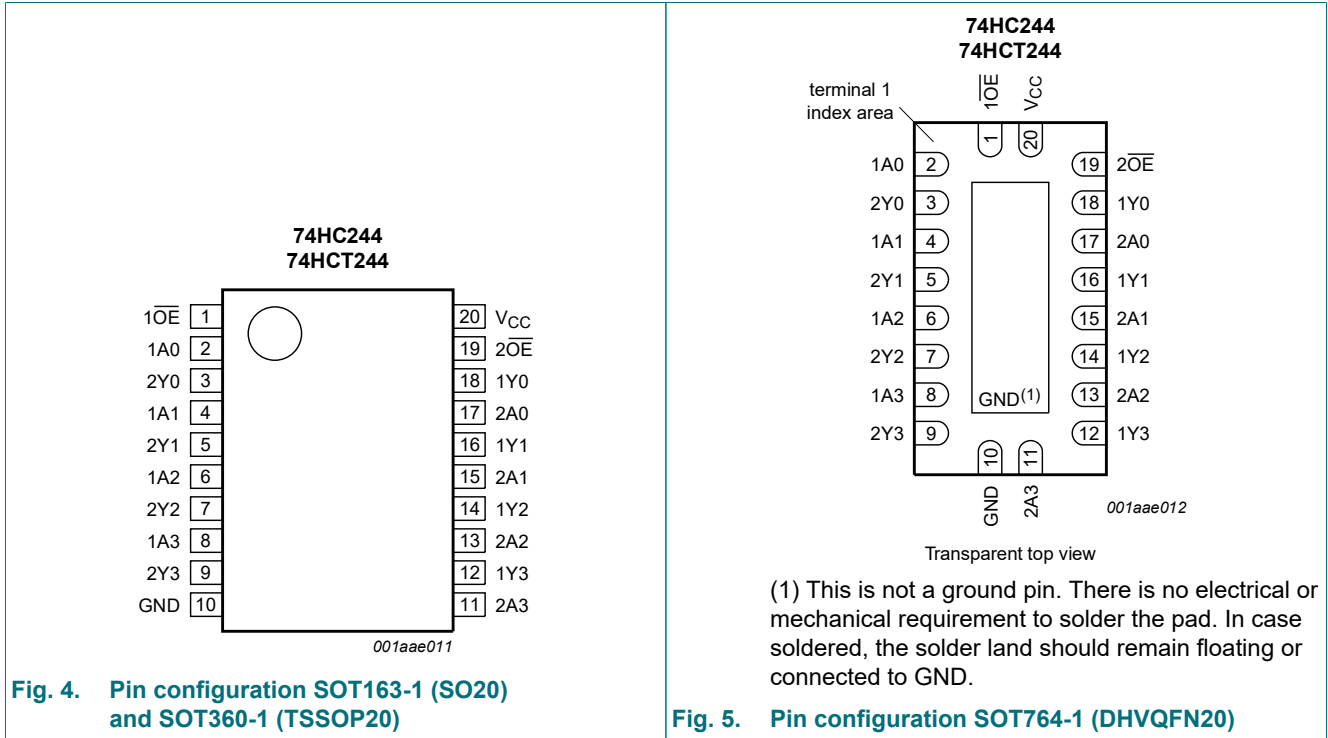 74HC244
74HCT244
1OE 1
1A0 2
2Y0 3
1A1 4
2Y1 5
1A2 6
2Y2 7
1A3 8
2Y3 9
GND 10
20 VCC
19 2OE
18 1Y0
17 2A0
16 1Y1
15 2A1
14 1Y2
13 2A2
12 1Y3
11 2A3
001aae011
Fig. 4. Pin configuration SOT163-1 (SO20)
and SOT360-1 (TSSOP20)
74HC244
74HCT244
terminal 1
index area
1OE
VCC
1
20
1A0 2
2Y0 3
1A1 4
2Y1 5
1A2 6
2Y2 7
1A3 8
2Y3 9
19 2OE
18 1Y0
17 2A0
16 1Y1
15 2A1
14 1Y2
13 2A2
12 1Y3
GND(1)
10
11
GND
2A3
001aae012
Transparent top view
(1) This is not a ground pin. There is no electrical or
mechanical requirement to solder the pad. In case
soldered, the solder land should remain floating or
connected to GND.
Fig. 5. Pin configuration SOT764-1 (DHVQFN20)